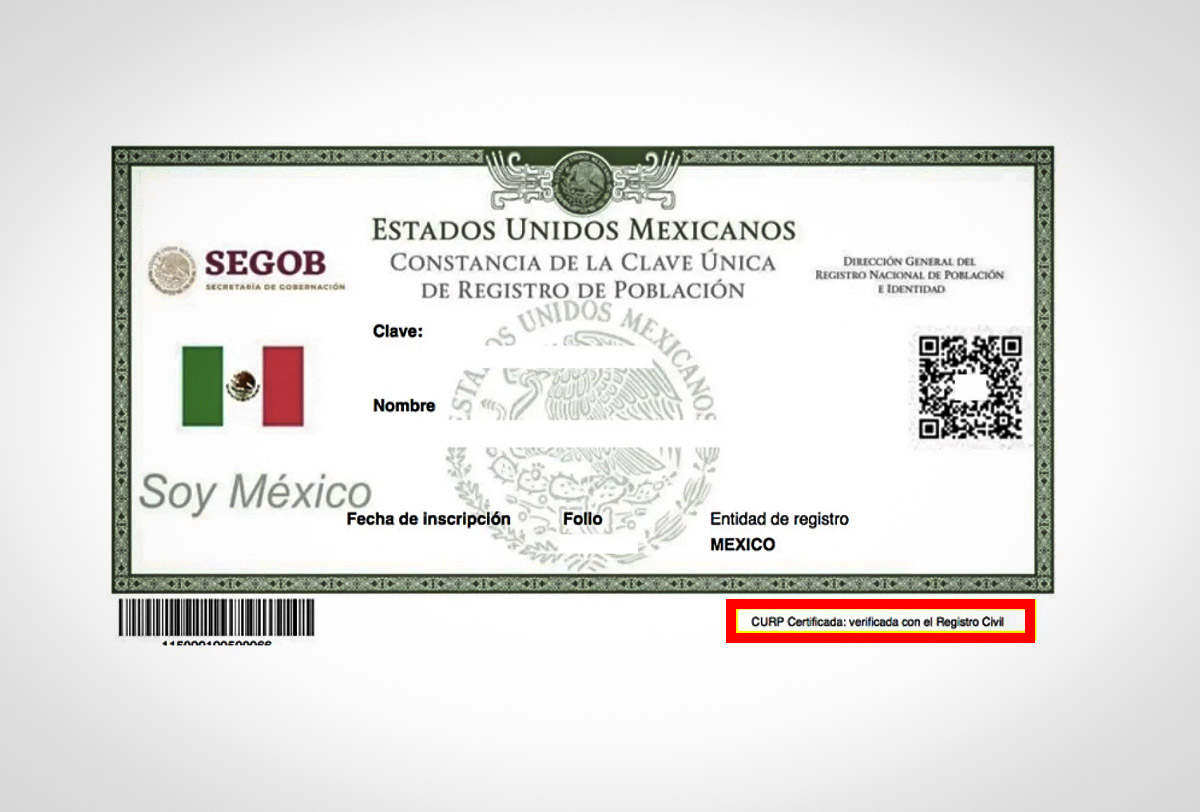 ESTADOS UNIDOS MEXICANOS
CONSTANCIA DE LA CLAVE ÚNICA
DE REGISTRO DE POBLACIÓN
SEGOB
SECRETARÍA DE GOBERNACIÓN
DIRECCIÓN GENERAL DEL
REGISTRO NACIONAL DE POBLACIÓN
E IDENTIDAD
ESTADOS UNIDOS MEXICANOS
Clave:
Nombre
Soy México
Fecha de inscripción
Folio
Entidad de registro
MEXICO
CURP Certificada: verificada con el Registro Civil